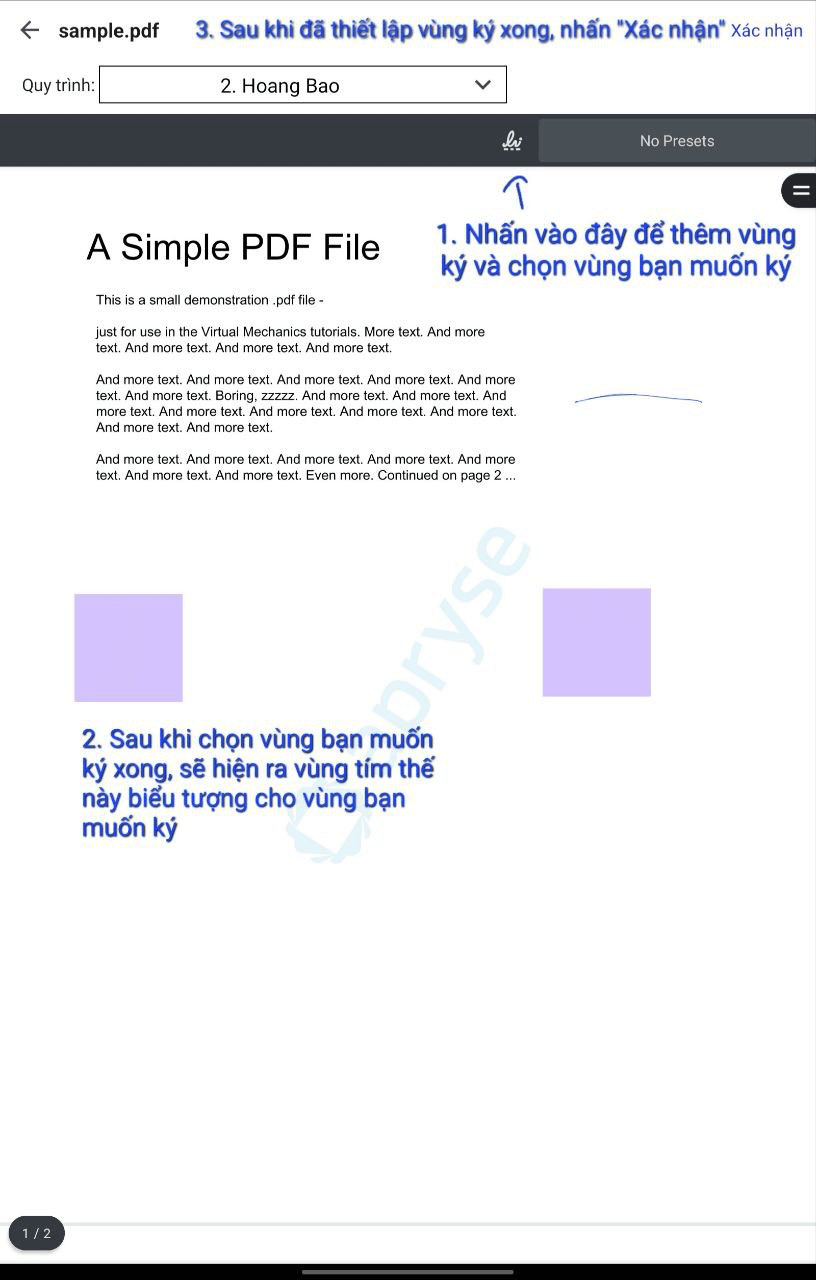 sample.pdf
3. Sau khi đã thiết lập vùng ký xong, nhấn "Xác nhận"
Xác nhận
Quy trình:
2. Hoang Bao
No Presets
1. Nhấn vào đây để thêm vùng
ký và chọn vùng bạn muốn ký
A Simple PDF File
This is a small demonstration .pdf file -
just for use in the Virtual Mechanics tutorials. More text. And more
text. And more text. And more text. And more text.
And more text. And more text. And more text. And more text. And more
text. And more text. Boring, zzzzz. And more text. And more text. And
more text. And more text. And more text. And more text. And more text.
And more text. And more text.
And more text. And more text. And more text. And more text. And more
text. And more text. And more text. Even more. Continued on page 2 ...
2. Sau khi chọn vùng bạn muốn
ký xong, sẽ hiện ra vùng tím thế
này biểu tượng cho vùng bạn
muốn ký
1 / 2